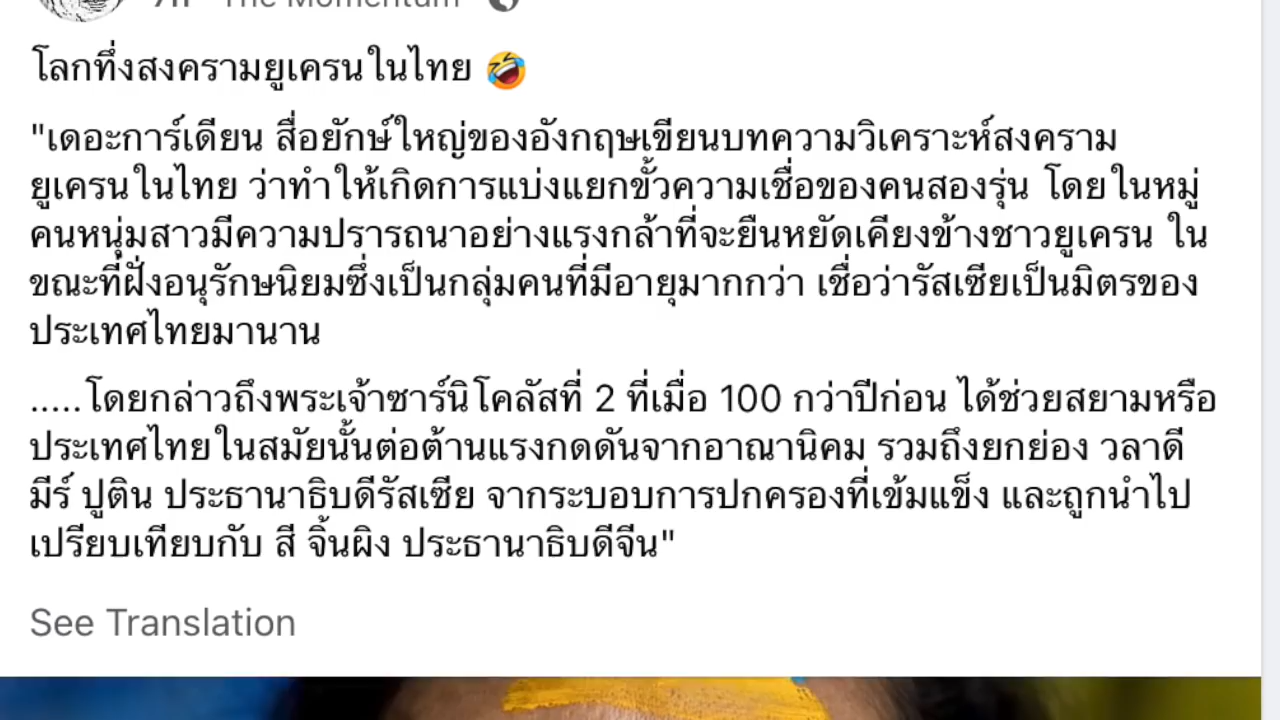 The Momentum
โลกทึ่งสงครามยูเครนในไทย 🤣
"เดอะการ์เดียน สื่อยักษ์ใหญ่ของอังกฤษเขียนบทความวิเคราะห์สงคราม
ยูเครนในไทย ว่าทำให้เกิดการแบ่งแยกขั้วความเชื่อของคนสองรุ่น โดยในหมู่
คนหนุ่มสาวมีความปรารถนาอย่างแรงกล้าที่จะยืนหยัดเคียงข้างชาวยูเครน ใน
ขณะที่ฝั่งอนุรักษนิยมซึ่งเป็นกลุ่มคนที่มีอายุมากกว่า เชื่อว่ารัสเซียเป็นมิตรของ
ประเทศไทยมานาน
.....โดยกล่าวถึงพระเจ้าซาร์นิโคลัสที่ 2 ที่เมื่อ 100 กว่าปีก่อน ได้ช่วยสยามหรือ
ประเทศไทยในสมัยนั้นต่อต้านแรงกดดันจากอาณานิคม รวมถึงยกย่อง วลาดี
มีร์ ปูติน ประธานาธิบดีรัสเซีย จากระบอบการปกครองที่เข้มแข็ง และถูกนำไป
เปรียบเทียบกับ สี จิ้นผิง ประธานาธิบดีจีน"
See Translation